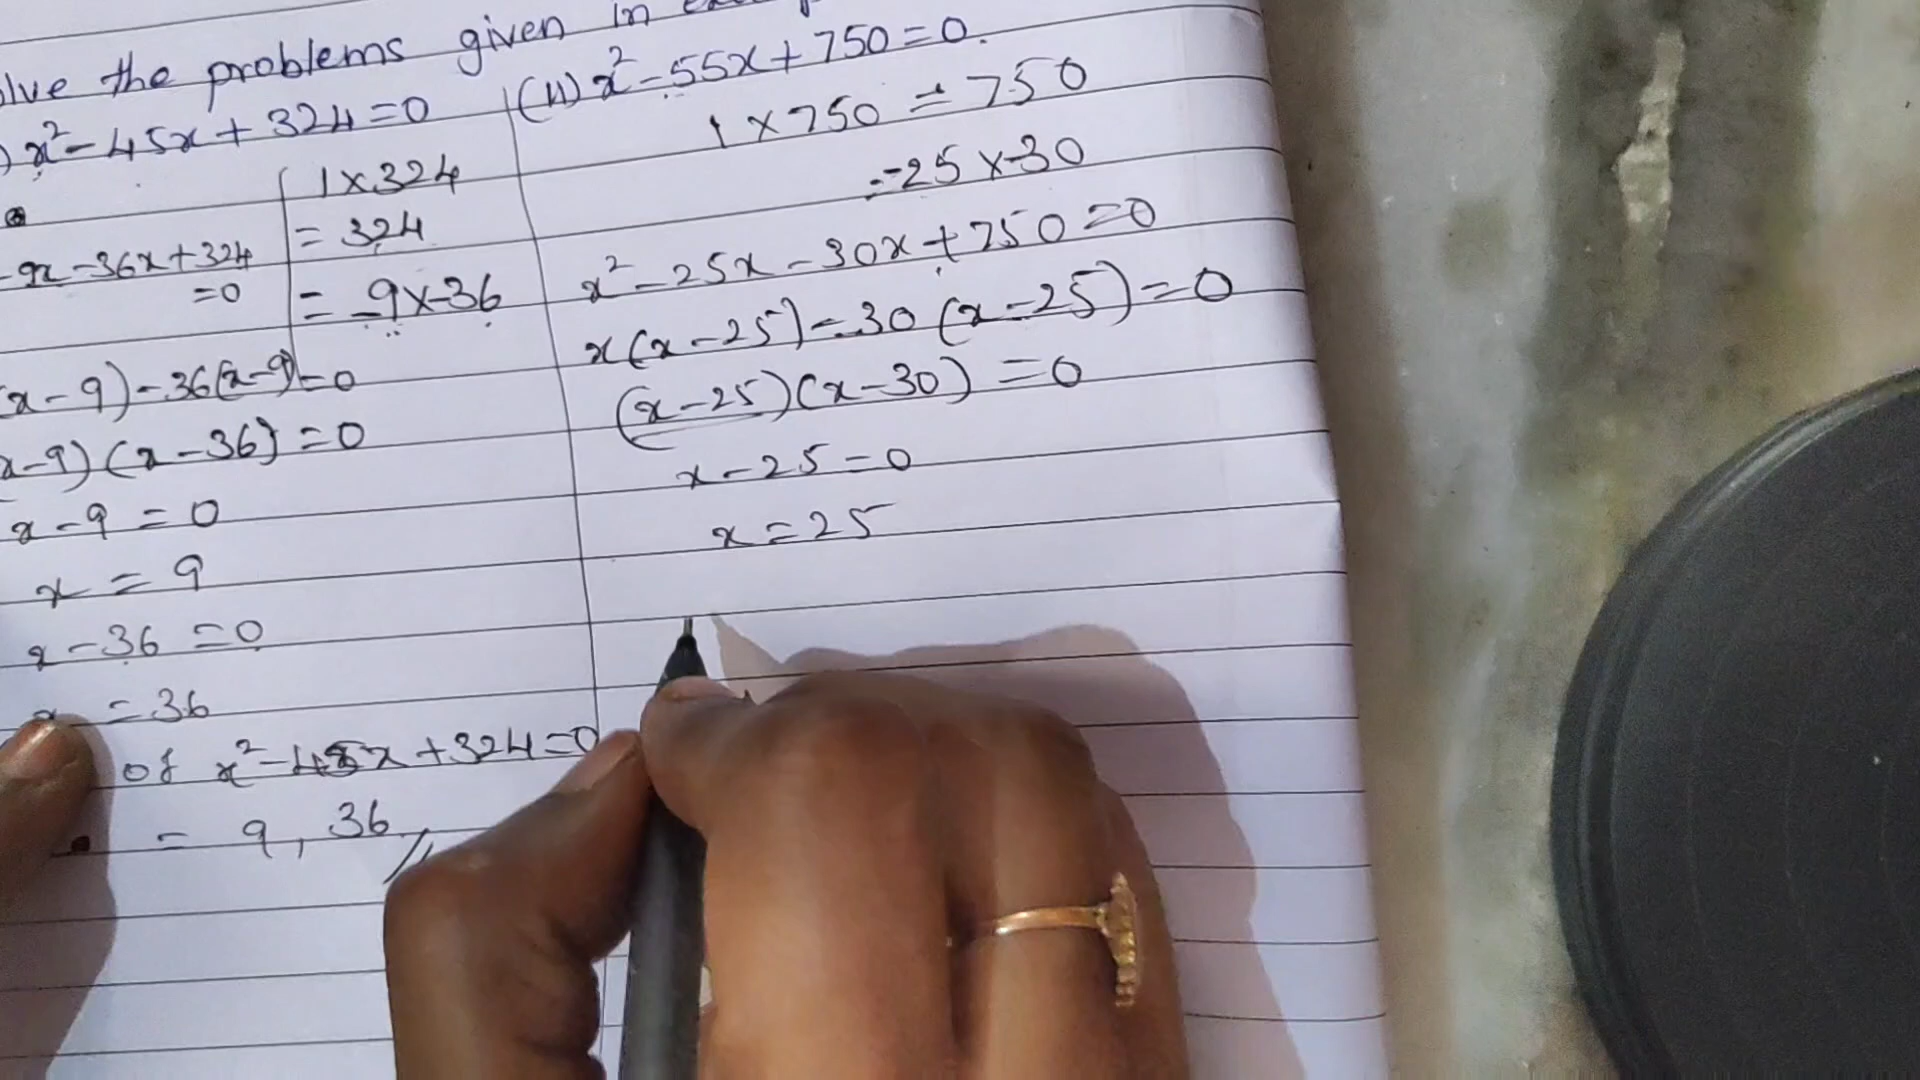 the problems given in
x² - 45x + 324 = 0
1 x 324
= 324
= -9 x -36
- 9x - 36x + 324
= 0
x - 9) - 36(x - 9) = 0
x - 9) (x - 36) = 0
x - 9 = 0
x = 9
x - 36 = 0
= 36
of x² - 45x + 324 = 0
= 9, 36 //
(ii) x² - 55x + 750 = 0.
1 x 750 = 750
= -25 x -30
x² - 25x - 30x + 750 = 0
x(x - 25) - 30 (x - 25) = 0
(x - 25)(x - 30) = 0
x - 25 = 0
x = 25